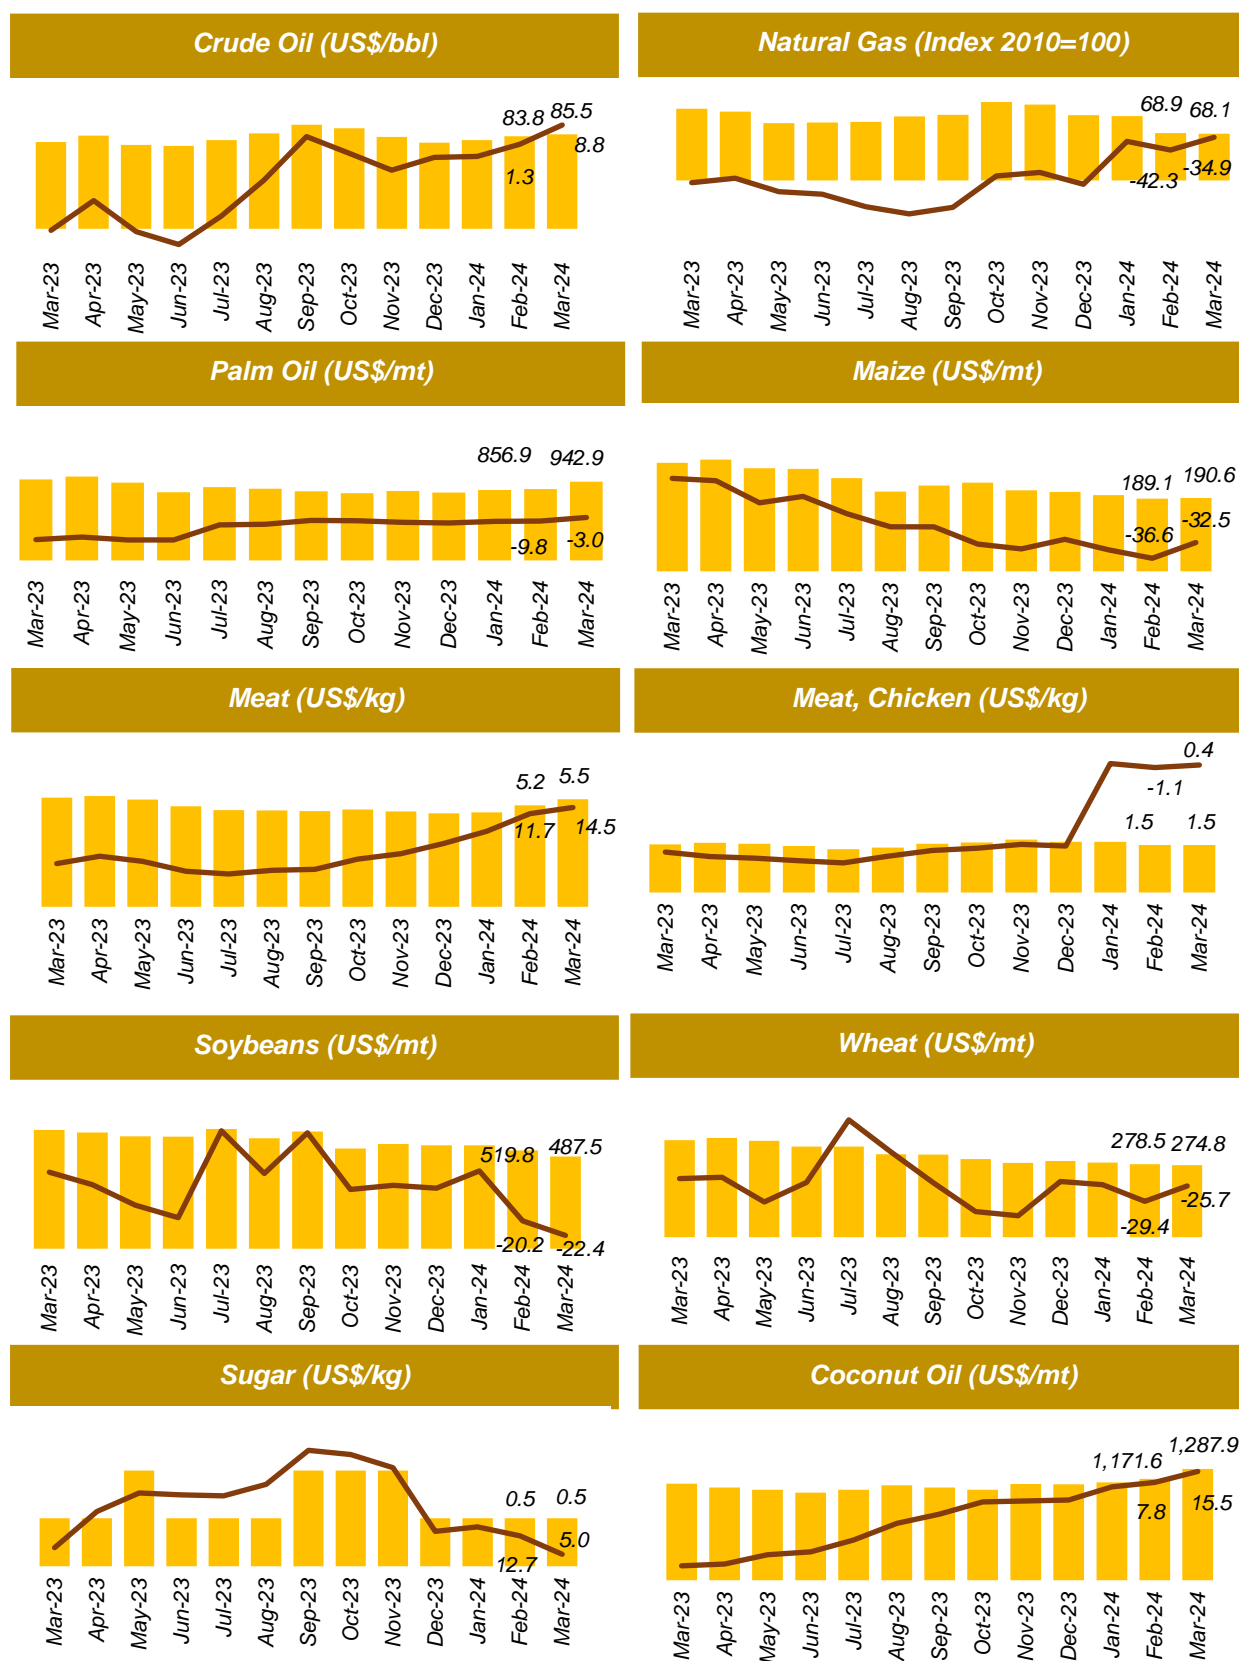 Crude Oil (US$/bbl)
83.8 85.5
8.8
1.3
Mar-23 Apr-23 May-23 Jun-23 Jul-23 Aug-23 Sep-23 Oct-23 Nov-23 Dec-23 Jan-24 Feb-24 Mar-24
Natural Gas (Index 2010=100)
68.9 68.1
-42.3 -34.9
Mar-23 Apr-23 May-23 Jun-23 Jul-23 Aug-23 Sep-23 Oct-23 Nov-23 Dec-23 Jan-24 Feb-24 Mar-24
Palm Oil (US$/mt)
856.9 942.9
-9.8 -3.0
Mar-23 Apr-23 May-23 Jun-23 Jul-23 Aug-23 Sep-23 Oct-23 Nov-23 Dec-23 Jan-24 Feb-24 Mar-24
Maize (US$/mt)
189.1 190.6
-36.6 -32.5
Mar-23 Apr-23 May-23 Jun-23 Jul-23 Aug-23 Sep-23 Oct-23 Nov-23 Dec-23 Jan-24 Feb-24 Mar-24
Meat (US$/kg)
5.2 5.5
11.7 14.5
Mar-23 Apr-23 May-23 Jun-23 Jul-23 Aug-23 Sep-23 Oct-23 Nov-23 Dec-23 Jan-24 Feb-24 Mar-24
Meat, Chicken (US$/kg)
0.4
-1.1
1.5 1.5
Mar-23 Apr-23 May-23 Jun-23 Jul-23 Aug-23 Sep-23 Oct-23 Nov-23 Dec-23 Jan-24 Feb-24 Mar-24
Soybeans (US$/mt)
519.8 487.5
-20.2 -22.4
Mar-23 Apr-23 May-23 Jun-23 Jul-23 Aug-23 Sep-23 Oct-23 Nov-23 Dec-23 Jan-24 Feb-24 Mar-24
Wheat (US$/mt)
278.5 274.8
-29.4 -25.7
Mar-23 Apr-23 May-23 Jun-23 Jul-23 Aug-23 Sep-23 Oct-23 Nov-23 Dec-23 Jan-24 Feb-24 Mar-24
Sugar (US$/kg)
0.5 0.5
12.7 5.0
Mar-23 Apr-23 May-23 Jun-23 Jul-23 Aug-23 Sep-23 Oct-23 Nov-23 Dec-23 Jan-24 Feb-24 Mar-24
Coconut Oil (US$/mt)
1,171.6 1,287.9
7.8 15.5
Mar-23 Apr-23 May-23 Jun-23 Jul-23 Aug-23 Sep-23 Oct-23 Nov-23 Dec-23 Jan-24 Feb-24 Mar-24